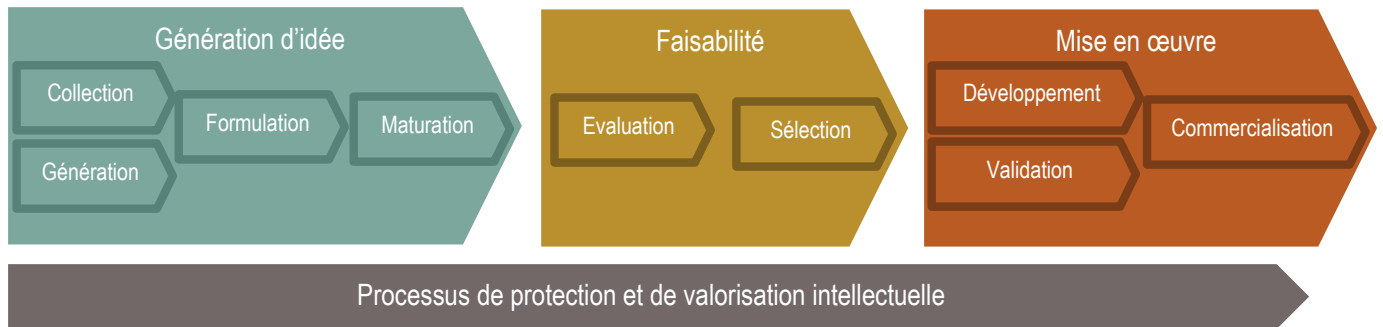 Génération d’idée
Collection
Génération
Formulation
Maturation
Faisabilité
Evaluation
Sélection
Mise en œuvre
Développement
Validation
Commercialisation
Processus de protection et de valorisation intellectuelle